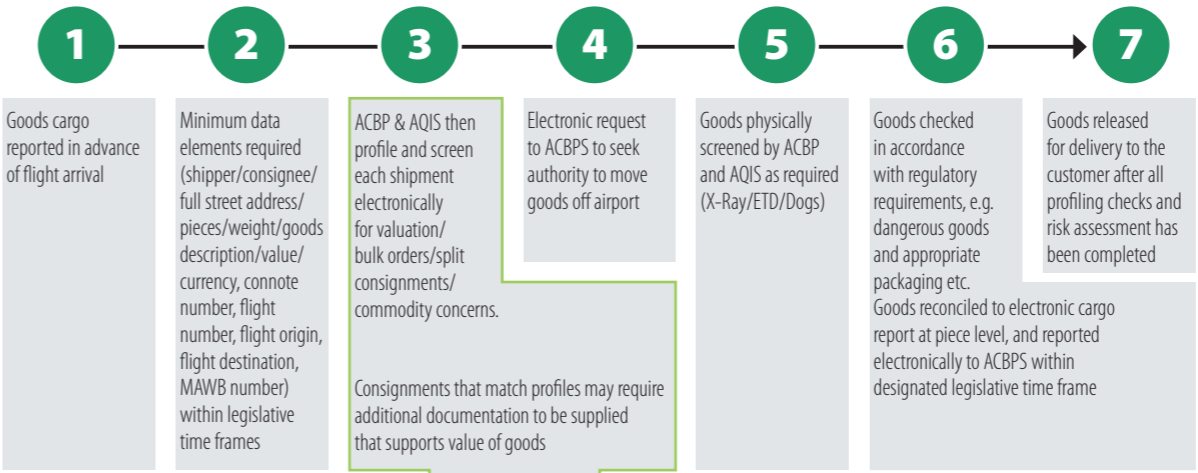 1
2
3
4
5
6
7
Goods cargo
reported in advance
of flight arrival
Minimum data
elements required
(shipper/consignee/
full street address/
pieces/weight/goods
description/value/
currency, connote
number, flight
number, flight origin,
flight destination,
MAWB number)
within legislative
time frames
ACBP & AQIS then
profile and screen
each shipment
electronically
for valuation/
bulk orders/split
consignments/
commodity concerns.
Consignments that match profiles may require
additional documentation to be supplied
that supports value of goods
Electronic request
to ACBPS to seek
authority to move
goods off airport
Goods physically
screened by ACBP
and AQIS as required
(X-Ray/ETD/Dogs)
Goods checked
in accordance
with regulatory
requirements, e.g.
dangerous goods
and appropriate
packaging etc.
Goods reconciled to electronic cargo
report at piece level, and reported
electronically to ACBPS within
designated legislative time frame
Goods released
for delivery to the
customer after all
profiling checks and
risk assessment has
been completed